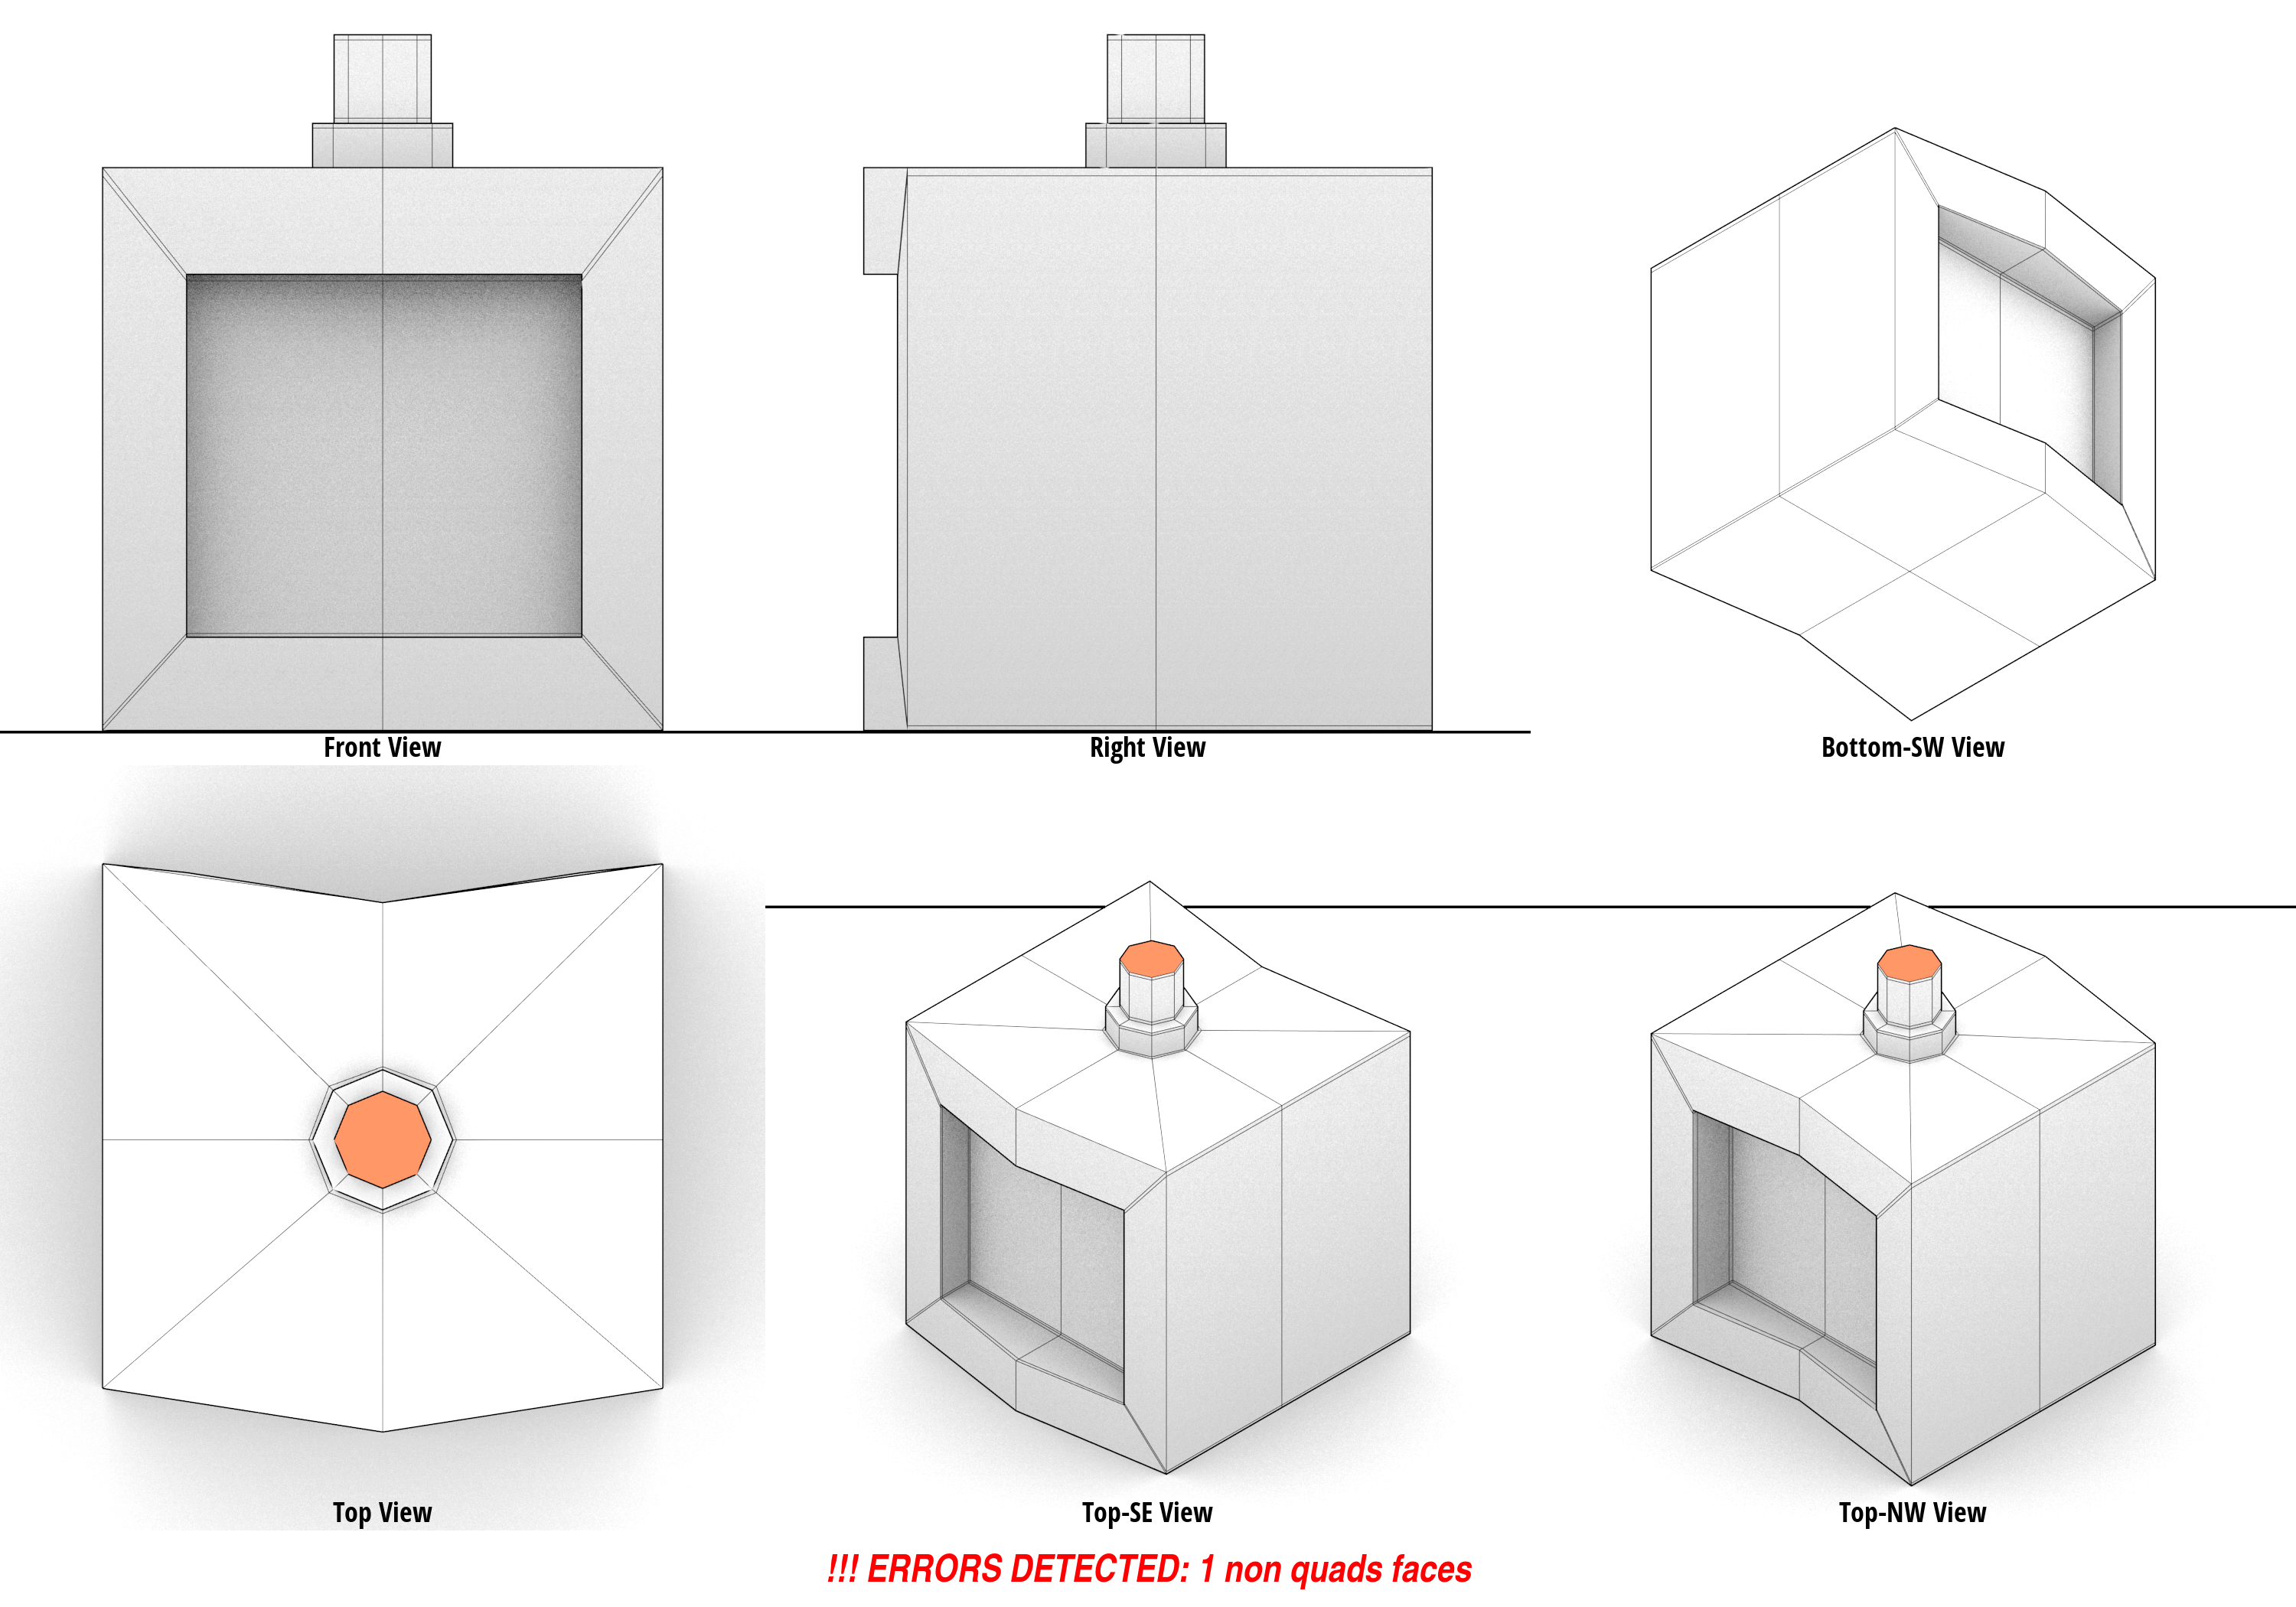 Front View
Right View
Bottom-SW View
Top View
Top-SE View
Top-NW View
!!! ERRORS DETECTED: 1 non quads faces